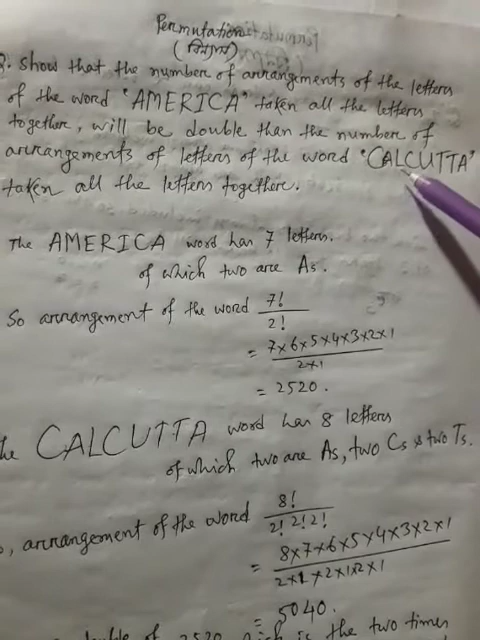 Permutation
(বিন্যাস)
Q. Show that the number of arrangements of the letters
of the word "AMERICA" taken all the letters
together, will be double than the number of
arrangements of letters of the word "CALCUTTA"
taken all the letters together.
The AMERICA word has 7 letters.
of which two are As.
So arrangement of the word 7!
2!
= 7×6×5×4×3×2×1
2×1
= 2520.
The CALCUTTA word has 8 letters
of which two are As, two Cs & two Ts.
So, arrangement of the word 8!
2! 2! 2!
= 8×7×6×5×4×3×2×1
2×1×2×1×2×1
= 5040.
double of 2520 which is the two times